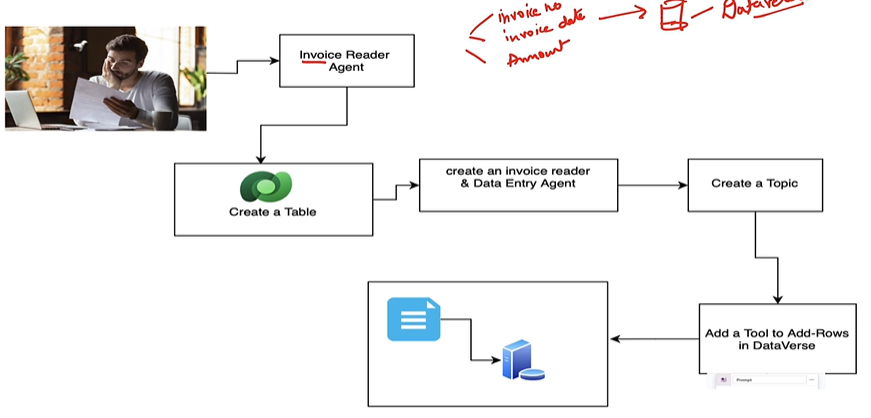 invoice no
invoice date
Amount
Invoice Reader
Agent
Create a Table
create an invoice reader
& Data Entry Agent
Create a Topic
Add a Tool to Add-Rows
in DataVerse
Prompt